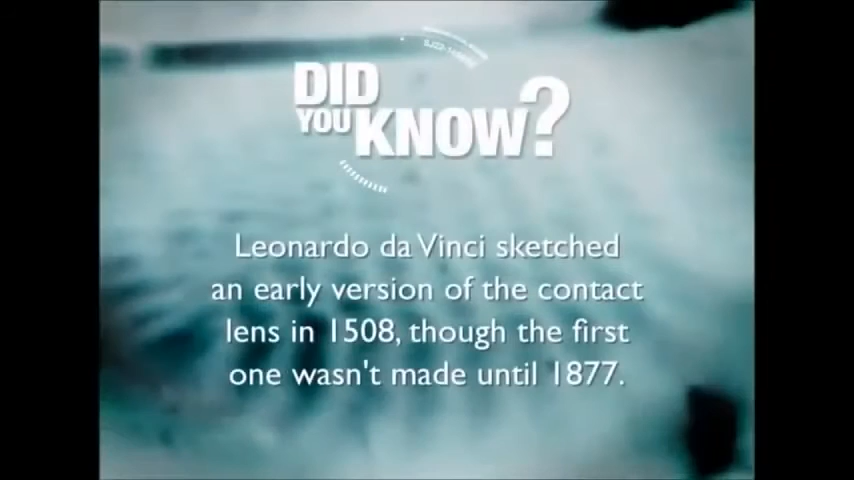 DID
YOU KNOW?
Leonardo da Vinci sketched
an early version of the contact
lens in 1508, though the first
one wasn't made until 1877.